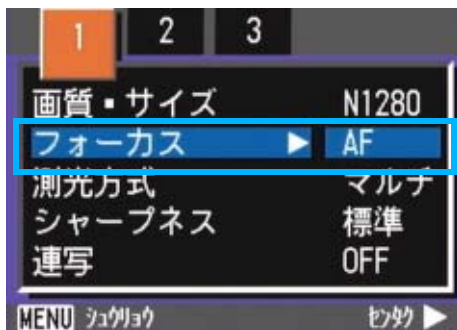 1 2 3
画質・サイズ N1280
フォーカス ▶ AF
測光方式 マルチ
シャープネス 標準
連写 OFF
MENU ｼｭｳﾘｮｳ ｾﾝﾀｸ ▶